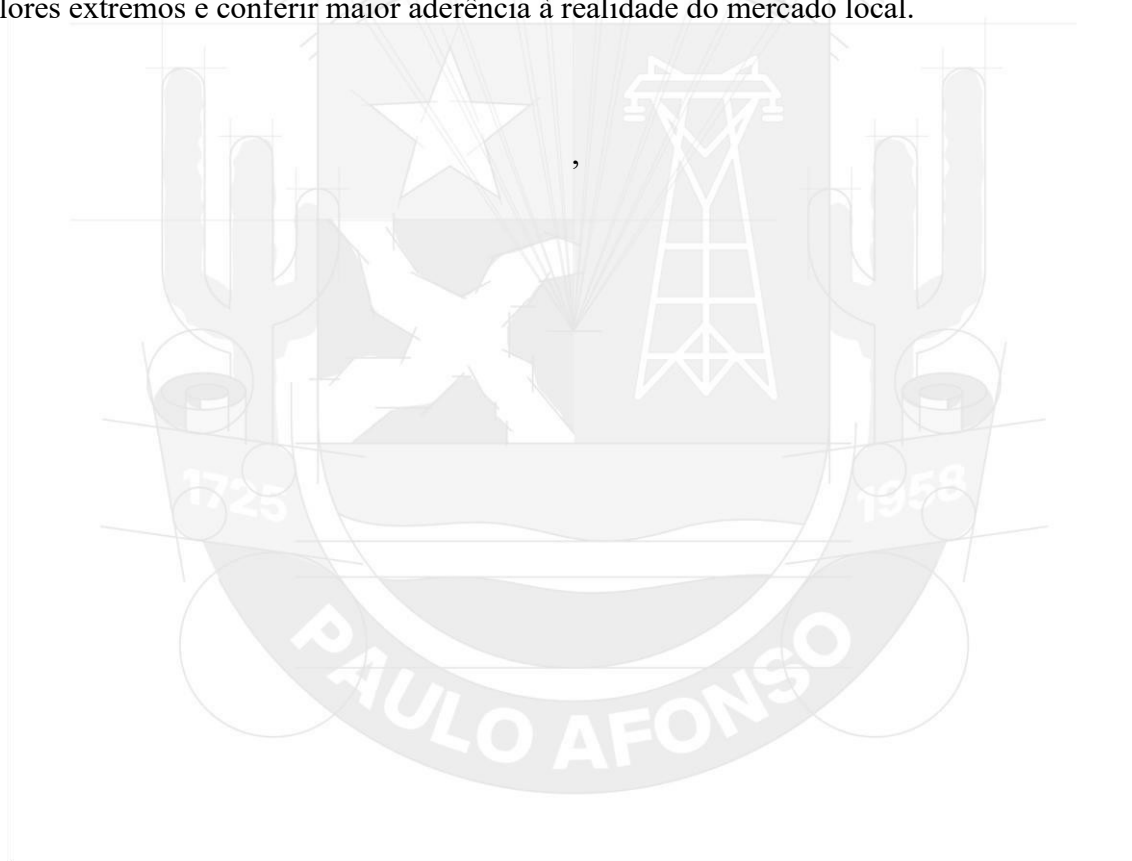 lores extremos e conferir maior aderência à realidade do mercado local.
,
1725
1958
PAULO AFONSO